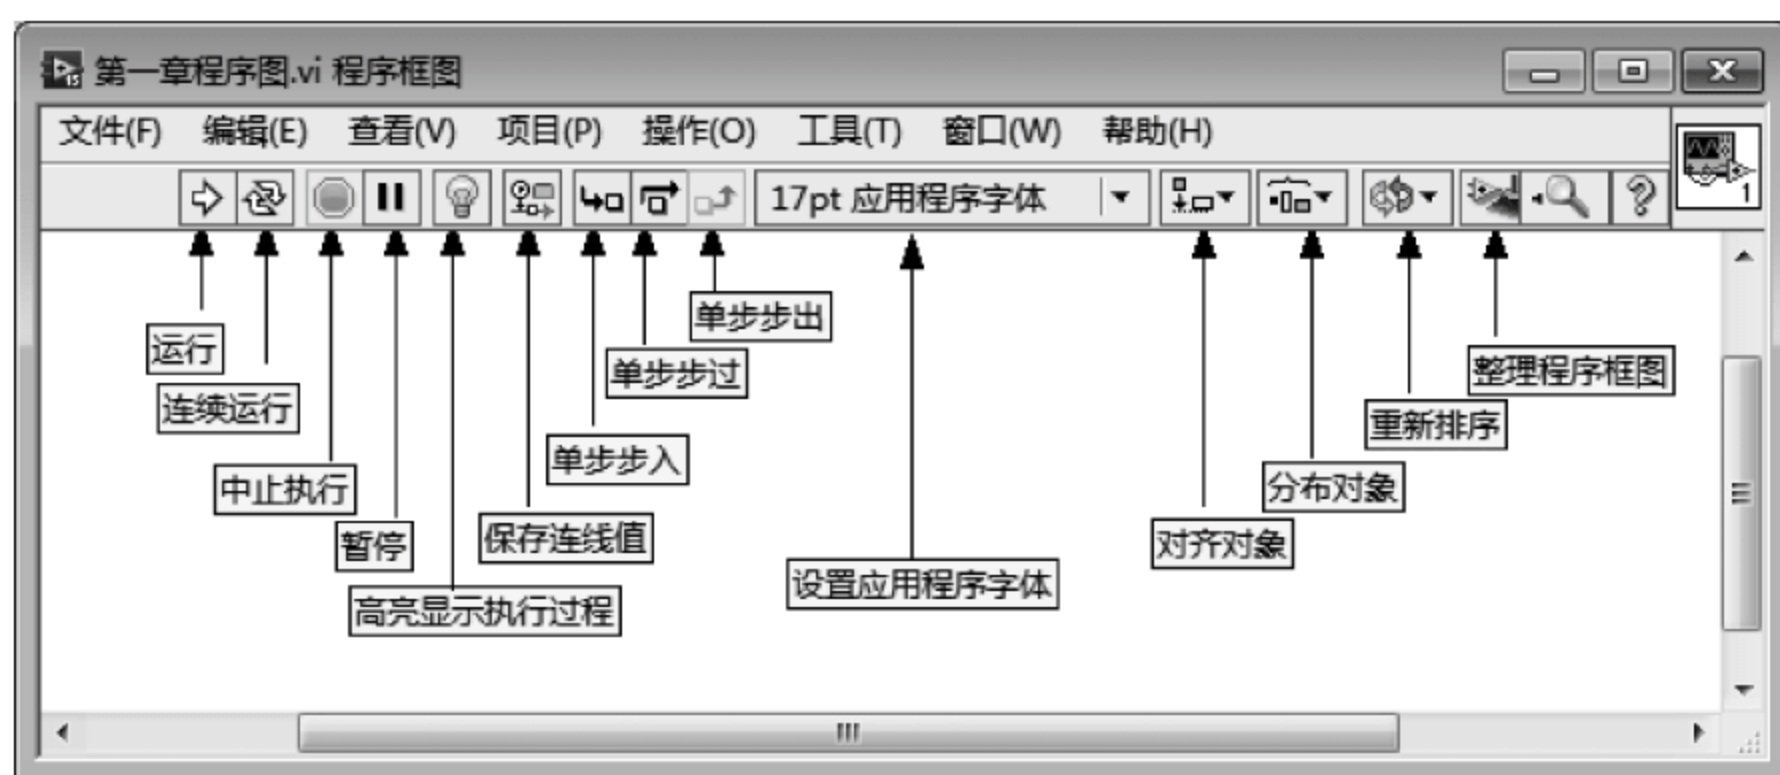 第一章程序图.vi 程序框图
文件(F) 编辑(E) 查看(V) 项目(P) 操作(O) 工具(T) 窗口(W) 帮助(H)
17pt 应用程序字体
1
单步步出
运行
单步步过
整理程序框图
连续运行
重新排序
单步步入
中止执行
分布对象
暂停
保存连线值
对齐对象
设置应用程序字体
高亮显示执行过程